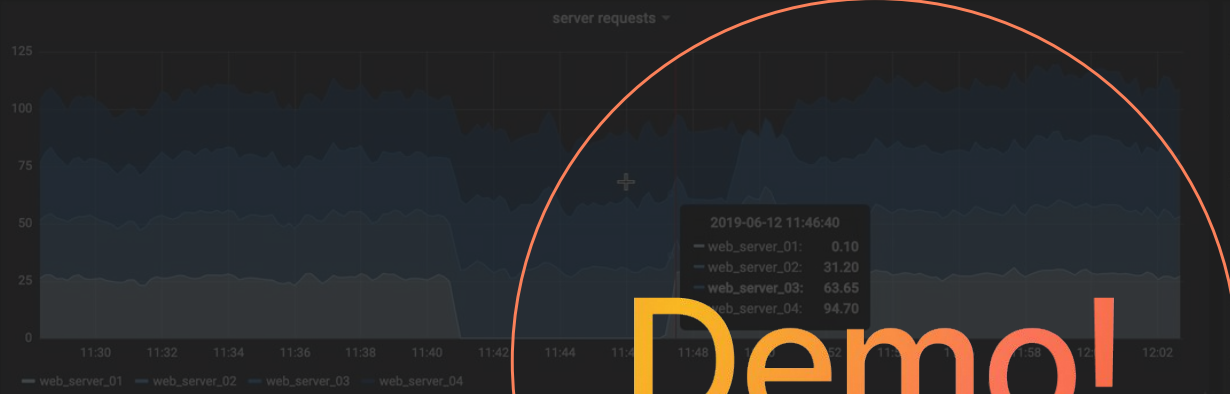 server requests
125
100
75
50
25
0
2019-06-12 11:46:40
web_server_01: 0.10
web_server_02: 31.20
web_server_03: 63.65
web_server_04: 94.70
11:30 11:32 11:34 11:36 11:38 11:40 11:42 11:44 11:48 12:02
web_server_01 web_server_02 web_server_03 web_server_04
Demo!